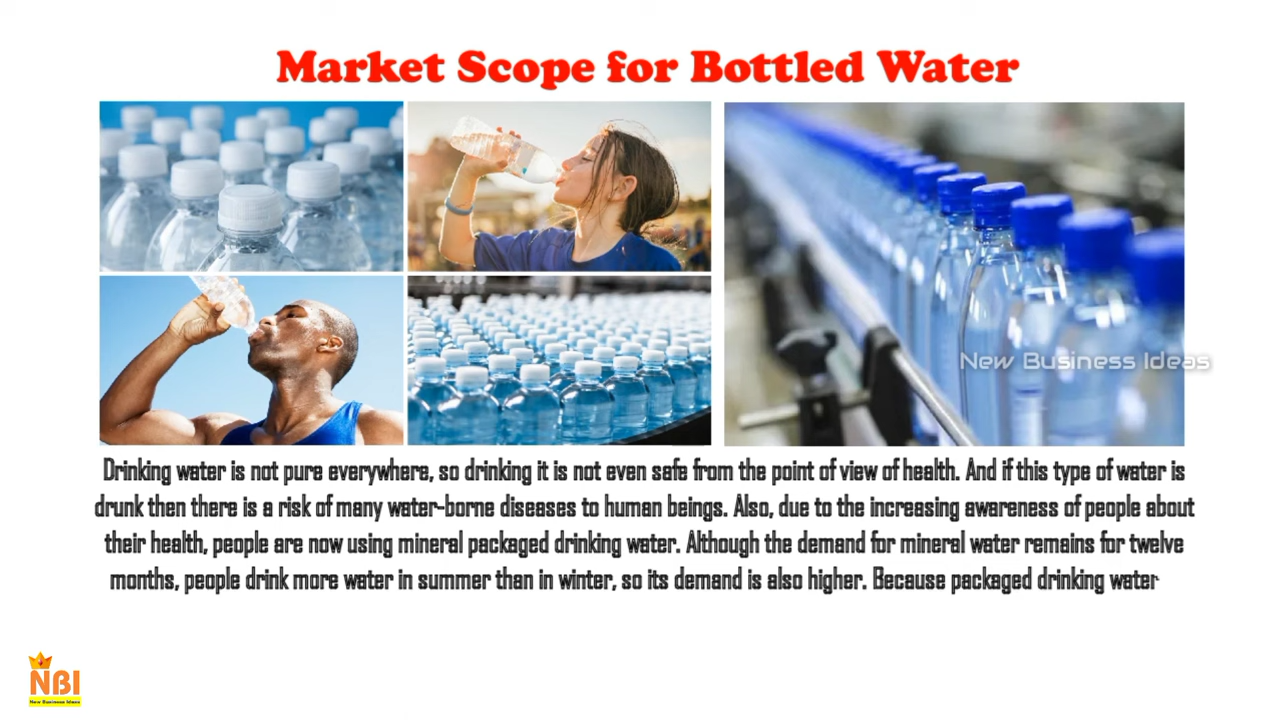 Market Scope for Bottled Water
New Business Ideas
Drinking water is not pure everywhere, so drinking it is not even safe from the point of view of health. And if this type of water is
drunk then there is a risk of many water-borne diseases to human beings. Also, due to the increasing awareness of people about
their health, people are now using mineral packaged drinking water. Although the demand for mineral water remains for twelve
months, people drink more water in summer than in winter, so its demand is also higher. Because packaged drinking water
NBI
New Business Ideas